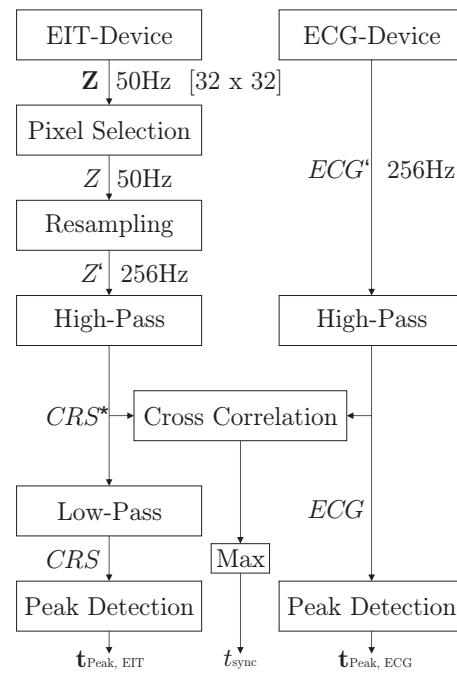 EIT-Device ECG-Device
Z 50Hz [32 x 32]
Pixel Selection
Z 50Hz ECG‘ 256Hz
Resampling
Z‘ 256Hz
High-Pass High-Pass
CRS* Cross Correlation
Low-Pass ECG
CRS Max
Peak Detection Peak Detection
tPeak, EIT tsync tPeak, ECG